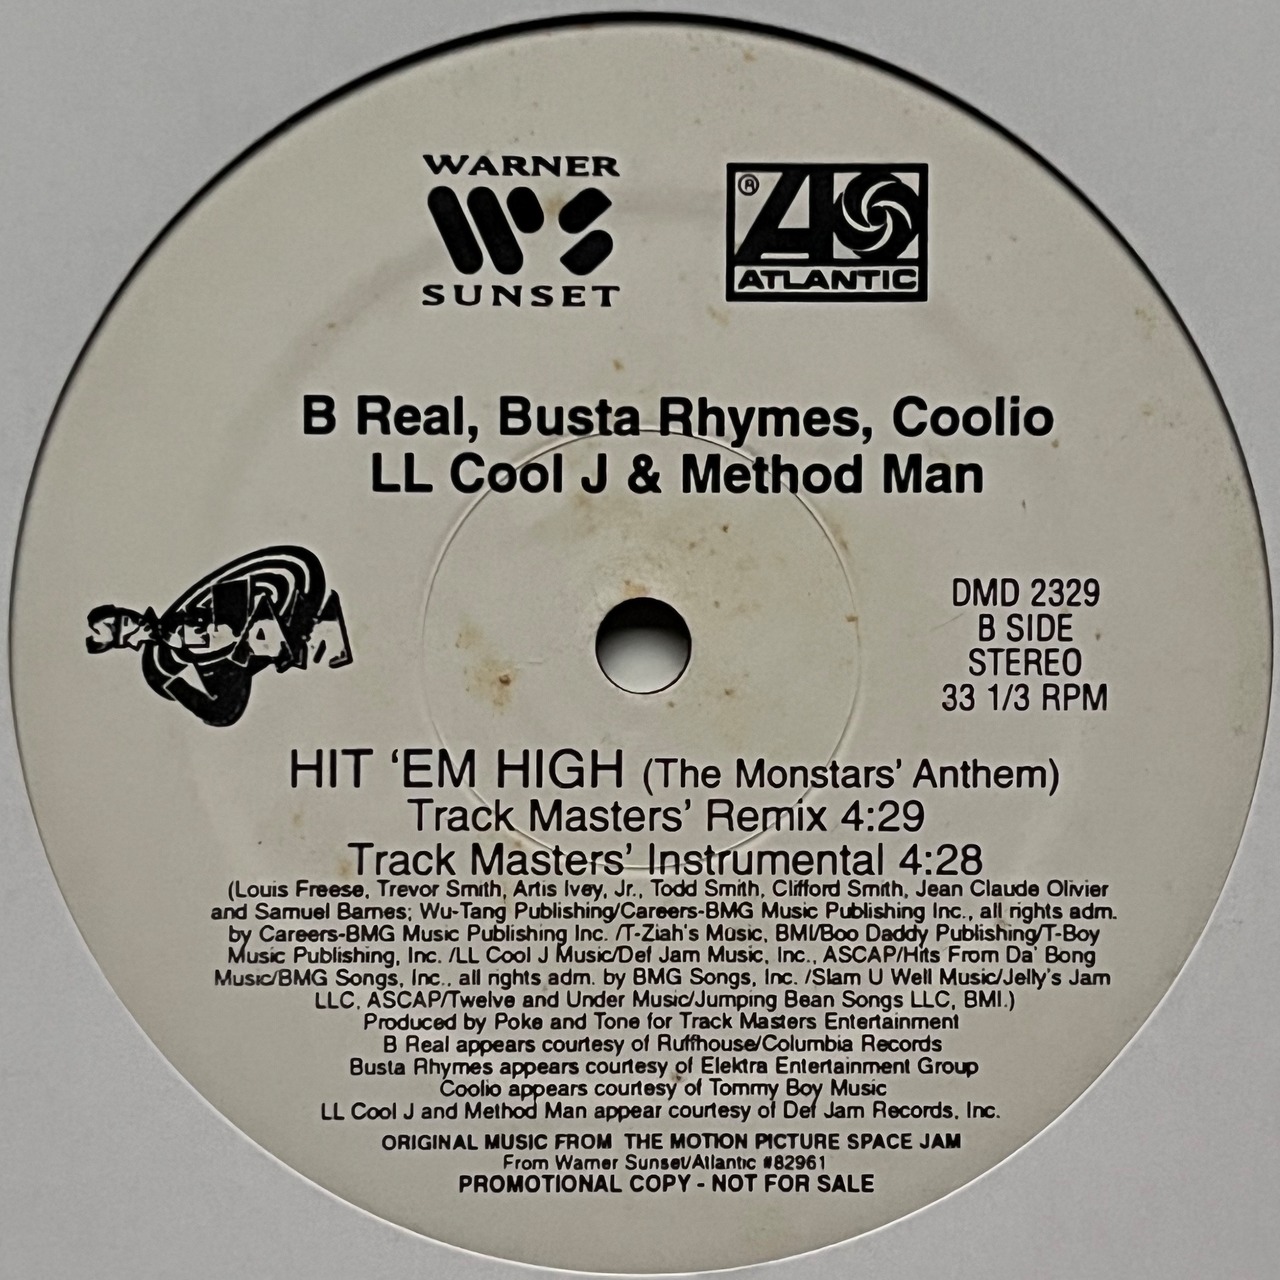 WARNER
WS
SUNSET
®
A
ATLANTIC
B Real, Busta Rhymes, Coolio
LL Cool J & Method Man
SPACE JAM
DMD 2329
B SIDE
STEREO
33 1/3 RPM
HIT ‘EM HIGH (The Monstars’ Anthem)
Track Masters’ Remix 4:29
Track Masters’ Instrumental 4:28
(Louis Freese, Trevor Smith, Artis Ivey, Jr., Todd Smith, Clifford Smith, Jean Claude Olivier
and Samuel Barnes; Wu-Tang Publishing/Careers-BMG Music Publishing Inc., all rights adm.
by Careers-BMG Music Publishing Inc. /T-Ziah's Music, BMI/Boo Daddy Publishing/T-Boy
Music Publishing, Inc. /LL Cool J Music/Def Jam Music, Inc., ASCAP/Hits From Da' Bong
Music/BMG Songs, Inc., all rights adm. by BMG Songs, Inc. /Slam U Well Music/Jelly's Jam
LLC, ASCAP/Twelve and Under Music/Jumping Bean Songs LLC, BMI.)
Produced by Poke and Tone for Track Masters Entertainment
B Real appears courtesy of Ruffhouse/Columbia Records
Busta Rhymes appears courtesy of Elektra Entertainment Group
Coolio appears courtesy of Tommy Boy Music
LL Cool J and Method Man appear courtesy of Def Jam Records, Inc.
ORIGINAL MUSIC FROM THE MOTION PICTURE SPACE JAM
From Warner Sunset/Atlantic #82961
PROMOTIONAL COPY - NOT FOR SALE